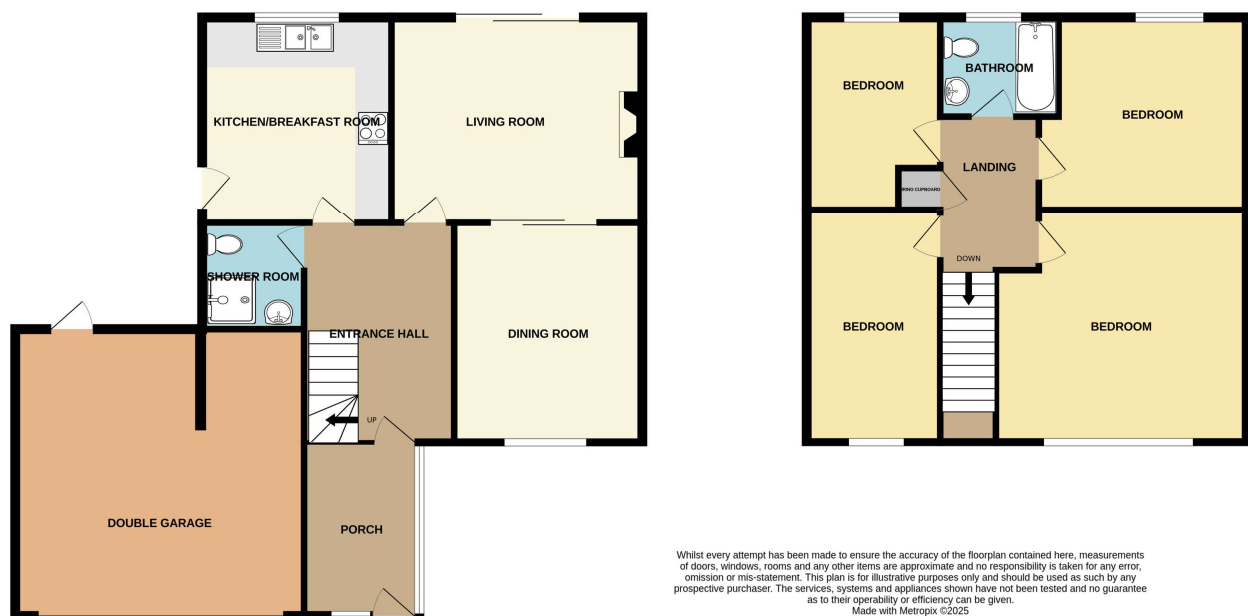 KITCHEN/BREAKFAST ROOM
LIVING ROOM
SHOWER ROOM
ENTRANCE HALL
DINING ROOM
UP
DOUBLE GARAGE
PORCH
BEDROOM
BATHROOM
BEDROOM
LANDING
CUPBOARD
DOWN
BEDROOM
BEDROOM
Whilst every attempt has been made to ensure the accuracy of the floorplan contained here, measurements
of doors, windows, rooms and any other items are approximate and no responsibility is taken for any error,
omission or mis-statement. This plan is for illustrative purposes only and should be used as such by any
prospective purchaser. The services, systems and appliances shown have not been tested and no guarantee
as to their operability or efficiency can be given.
Made with Metropix ©2025